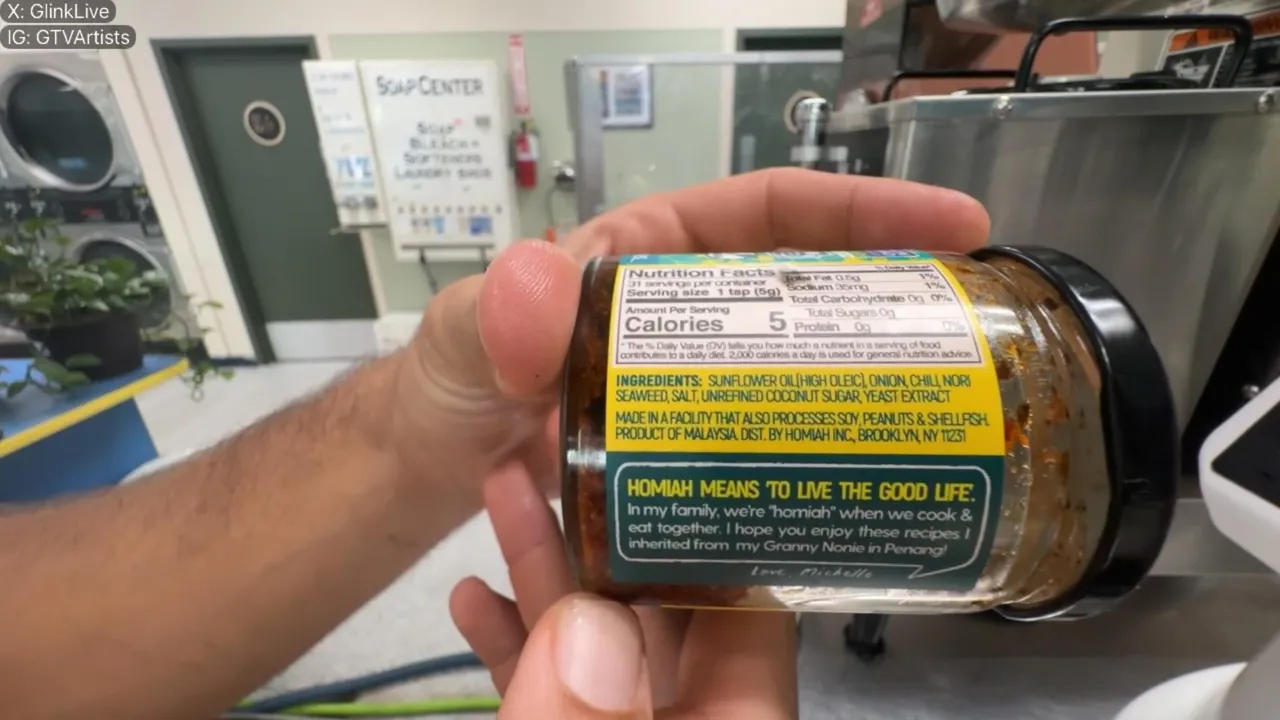 X: GlinkLive
IG: GTVArtists
SOAP CENTER
SOAP
BLEACH
SOFTENERS
LAUNDRY BAGS
Nutrition Facts
31 servings per container
Serving size 1 tsp (5g)
Amount Per Serving
Calories 5
% Daily Value*
Total Fat 0.5g 1%
Sodium 35mg 1%
Total Carbohydrate 0g 0%
Total Sugars 0g
Protein 0g 0%
* The % Daily Value (DV) tells you how much a nutrient in a serving of food
contributes to a daily diet. 2,000 calories a day is used for general nutrition advice
INGREDIENTS: SUNFLOWER OIL (HIGH OLEIC), ONION, CHILI, NORI
SEAWEED, SALT, UNREFINED COCONUT SUGAR, YEAST EXTRACT
MADE IN A FACILITY THAT ALSO PROCESSES SOY, PEANUTS & SHELLFISH.
PRODUCT OF MALAYSIA. DIST. BY HOMIAH INC., BROOKLYN, NY 11231
HOMIAH MEANS 'TO LIVE THE GOOD LIFE'.
In my family, we're "homiah" when we cook &
eat together. I hope you enjoy these recipes I
inherited from my Granny Nonie in Penang!
Love, Michelle